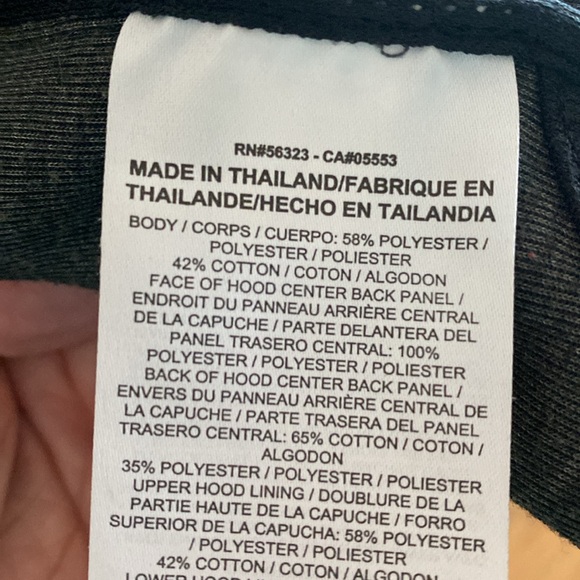 RN#56323 - CA#05553
MADE IN THAILAND/FABRIQUE EN
THAILANDE/HECHO EN TAILANDIA
BODY / CORPS / CUERPO: 58% POLYESTER /
POLYESTER / POLIESTER
42% COTTON / COTON / ALGODON
FACE OF HOOD CENTER BACK PANEL /
ENDROIT DU PANNEAU ARRIÈRE CENTRAL
DE LA CAPUCHE / PARTE DELANTERA DEL
PANEL TRASERO CENTRAL: 100%
POLYESTER / POLYESTER / POLIESTER
BACK OF HOOD CENTER BACK PANEL /
ENVERS DU PANNEAU ARRIÈRE CENTRAL DE
LA CAPUCHE / PARTE TRASERA DEL PANEL
TRASERO CENTRAL: 65% COTTON / COTON /
ALGODON
35% POLYESTER / POLYESTER / POLIESTER
UPPER HOOD LINING / DOUBLURE DE LA
PARTIE HAUTE DE LA CAPUCHE / FORRO
SUPERIOR DE LA CAPUCHA: 58% POLYESTER
/ POLYESTER / POLIESTER
42% COTTON / COTON / ALGODON
LOWER HOOD